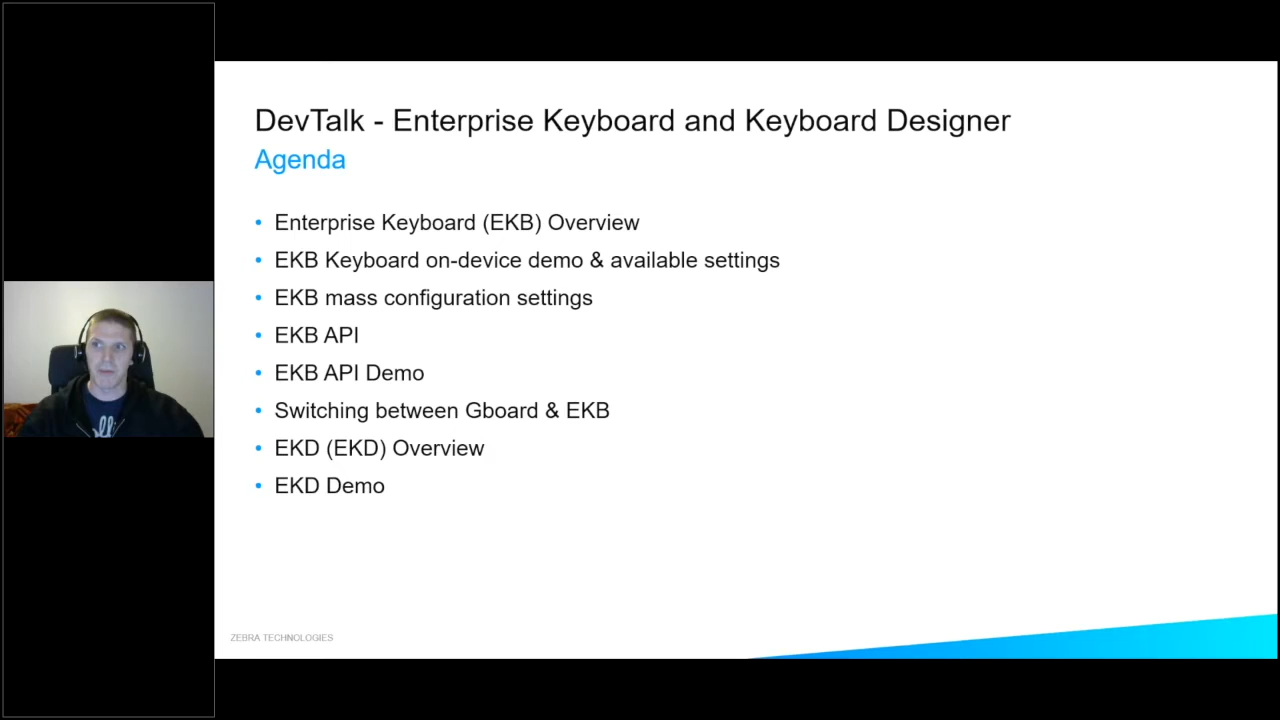 DevTalk - Enterprise Keyboard and Keyboard Designer
Agenda
• Enterprise Keyboard (EKB) Overview
• EKB Keyboard on-device demo & available settings
• EKB mass configuration settings
• EKB API
• EKB API Demo
• Switching between Gboard & EKB
• EKD (EKD) Overview
• EKD Demo
ZEBRA TECHNOLOGIES